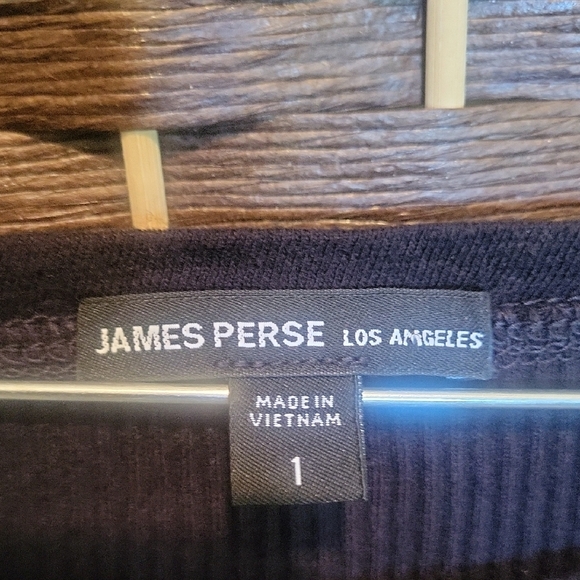 JAMES PERSE LOS ANGELES
MADE IN
VIETNAM
1